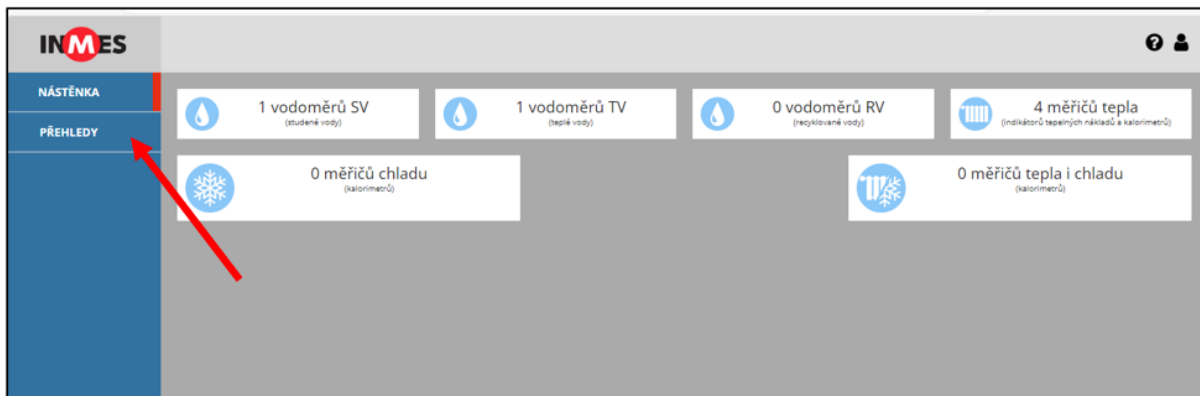 INMES
NÁSTĚNKA
PŘEHLEDY
1 vodoměrů SV
(studené vody)
1 vodoměrů TV
(teplé vody)
0 vodoměrů RV
(recyklované vody)
4 měřičů tepla
(indikátorů tepelných nákladů a kalorimetrů)
0 měřičů chladu
(kalorimetrů)
0 měřičů tepla i chladu
(kalorimetrů)